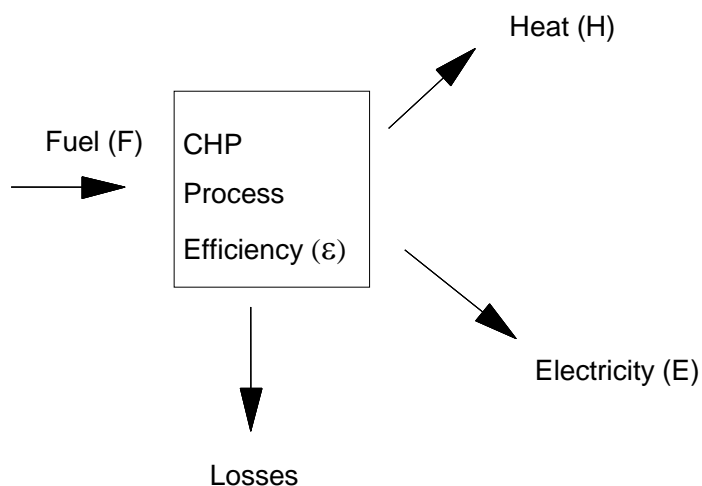 Heat (H)
Fuel (F)
CHP
Process
Efficiency (ε)
Electricity (E)
Losses